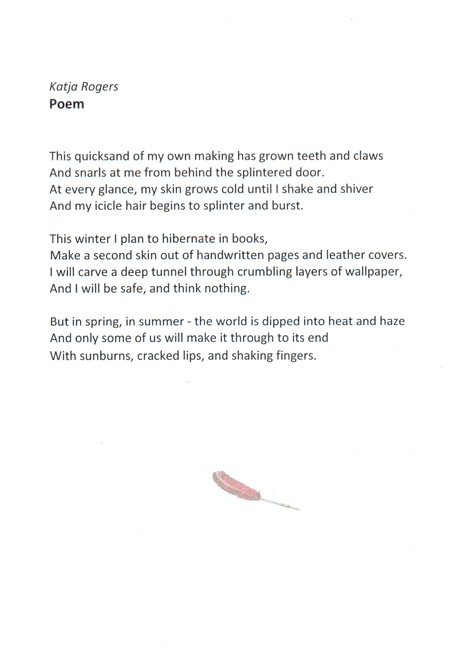 Katja Rogers
Poem
This quicksand of my own making has grown teeth and claws
And snarls at me from behind the splintered door.
At every glance, my skin grows cold until I shake and shiver
And my icicle hair begins to splinter and burst.
This winter I plan to hibernate in books,
Make a second skin out of handwritten pages and leather covers.
I will carve a deep tunnel through crumbling layers of wallpaper,
And I will be safe, and think nothing.
But in spring, in summer - the world is dipped into heat and haze
And only some of us will make it through to its end
With sunburns, cracked lips, and shaking fingers.